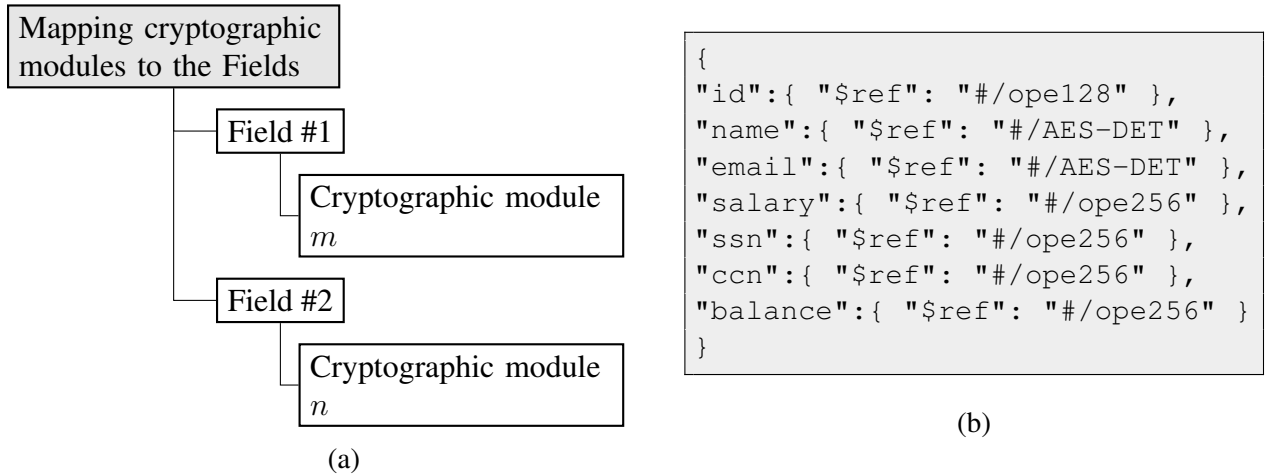 Mapping cryptographic
modules to the Fields
Field #1
Cryptographic module
m
Field #2
Cryptographic module
n
(a)
{
"id":{ "$ref": "#/ope128" },
"name":{ "$ref": "#/AES-DET" },
"email":{ "$ref": "#/AES-DET" },
"salary":{ "$ref": "#/ope256" },
"ssn":{ "$ref": "#/ope256" },
"ccn":{ "$ref": "#/ope256" },
"balance":{ "$ref": "#/ope256" }
}
(b)